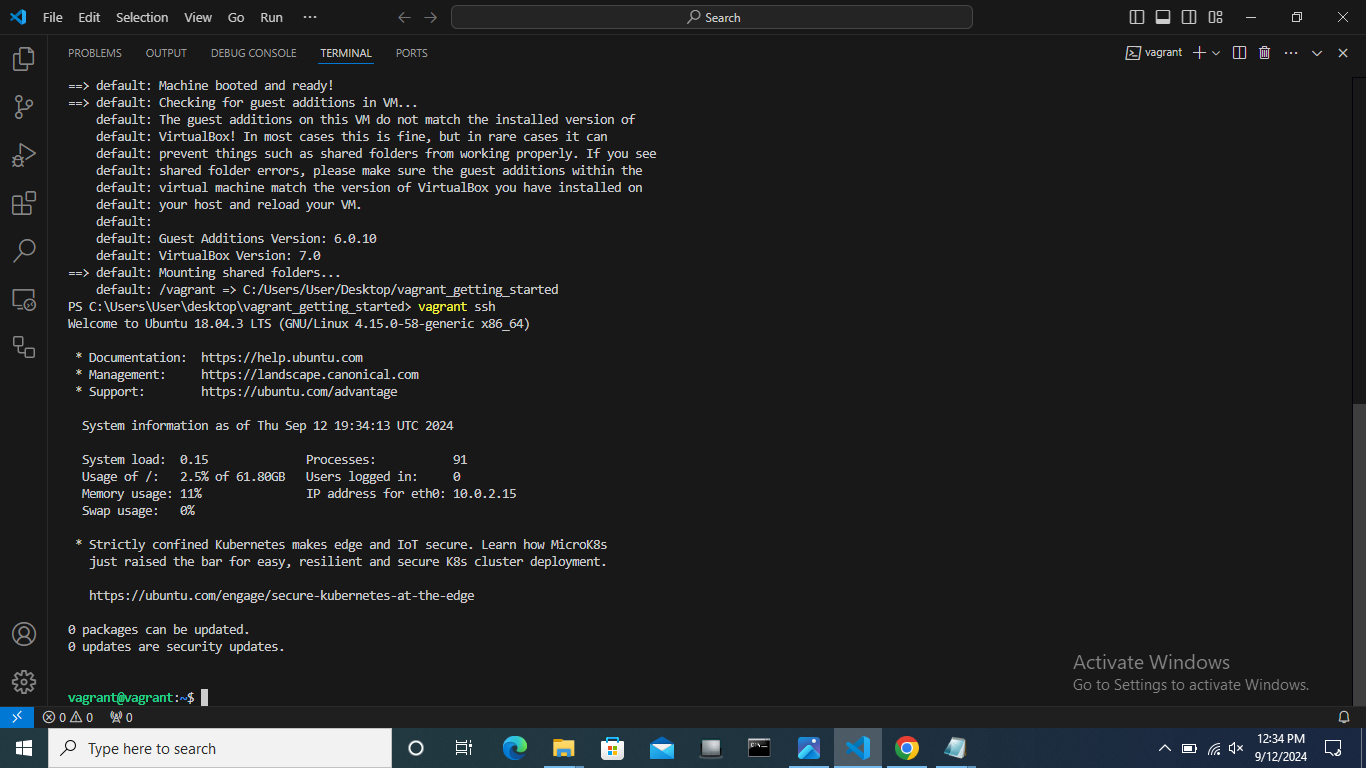 File Edit Selection View Go Run ···
Search
PROBLEMS OUTPUT DEBUG CONSOLE TERMINAL PORTS
vagrant
==> default: Machine booted and ready!
==> default: Checking for guest additions in VM...
default: The guest additions on this VM do not match the installed version of
default: VirtualBox! In most cases this is fine, but in rare cases it can
default: prevent things such as shared folders from working properly. If you see
default: shared folder errors, please make sure the guest additions within the
default: virtual machine match the version of VirtualBox you have installed on
default: your host and reload your VM.
default:
default: Guest Additions Version: 6.0.10
default: VirtualBox Version: 7.0
==> default: Mounting shared folders...
default: /vagrant => C:/Users/User/Desktop/vagrant_getting_started
PS C:\Users\User\desktop\vagrant_getting_started> vagrant ssh
Welcome to Ubuntu 18.04.3 LTS (GNU/Linux 4.15.0-58-generic x86_64)
* Documentation: https://help.ubuntu.com
* Management: https://landscape.canonical.com
* Support: https://ubuntu.com/advantage
System information as of Thu Sep 12 19:34:13 UTC 2024
System load: 0.15 Processes: 91
Usage of /: 2.5% of 61.80GB Users logged in: 0
Memory usage: 11% IP address for eth0: 10.0.2.15
Swap usage: 0%
* Strictly confined Kubernetes makes edge and IoT secure. Learn how MicroK8s
just raised the bar for easy, resilient and secure K8s cluster deployment.
https://ubuntu.com/engage/secure-kubernetes-at-the-edge
0 packages can be updated.
0 updates are security updates.
vagrant@vagrant:~$
Activate Windows
Go to Settings to activate Windows.
0 0 0
Type here to search
12:34 PM
9/12/2024